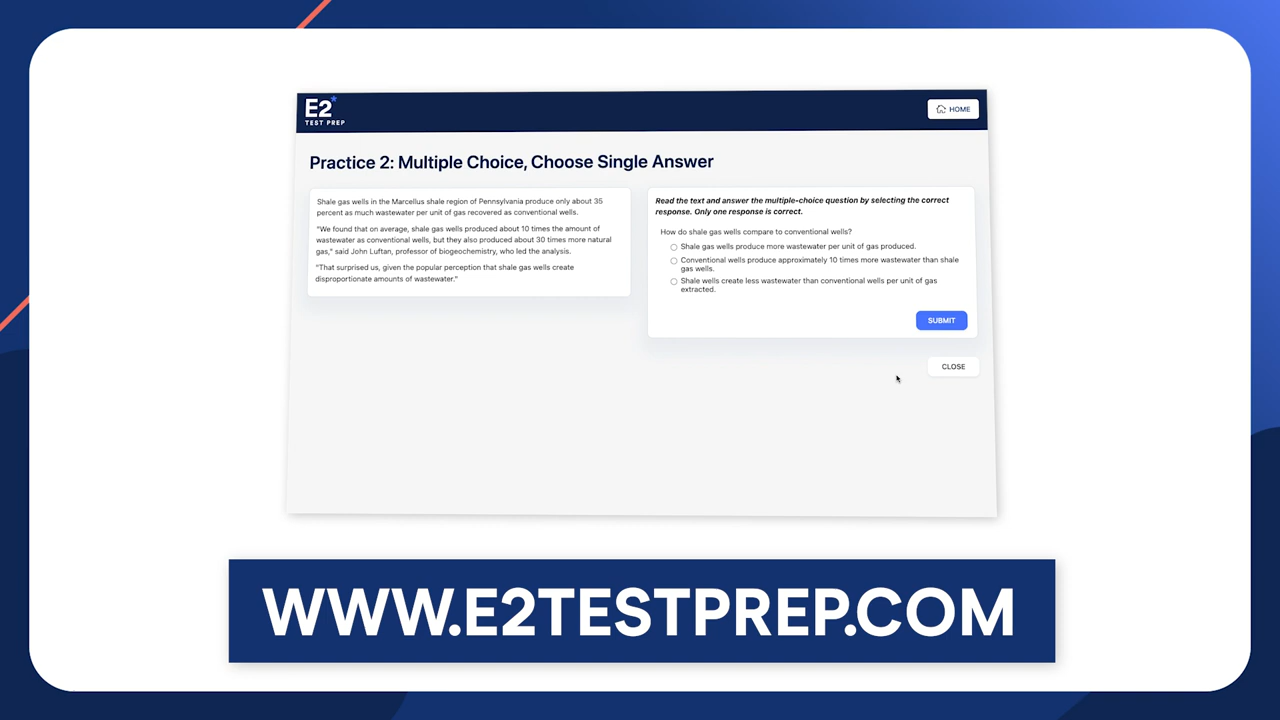 E2*
TEST PREP
HOME
Practice 2: Multiple Choice, Choose Single Answer
Shale gas wells in the Marcellus shale region of Pennsylvania produce only about 35
percent as much wastewater per unit of gas recovered as conventional wells.
"We found that on average, shale gas wells produced about 10 times the amount of
wastewater as conventional wells, but they also produced about 30 times more natural
gas," said John Luftan, professor of biogeochemistry, who led the analysis.
"That surprised us, given the popular perception that shale gas wells create
disproportionate amounts of wastewater."
Read the text and answer the multiple-choice question by selecting the correct
response. Only one response is correct.
How do shale gas wells compare to conventional wells?
Shale gas wells produce more wastewater per unit of gas produced.
Conventional wells produce approximately 10 times more wastewater than shale
gas wells.
Shale wells create less wastewater than conventional wells per unit of gas
extracted.
SUBMIT
CLOSE
WWW.E2TESTPREP.COM